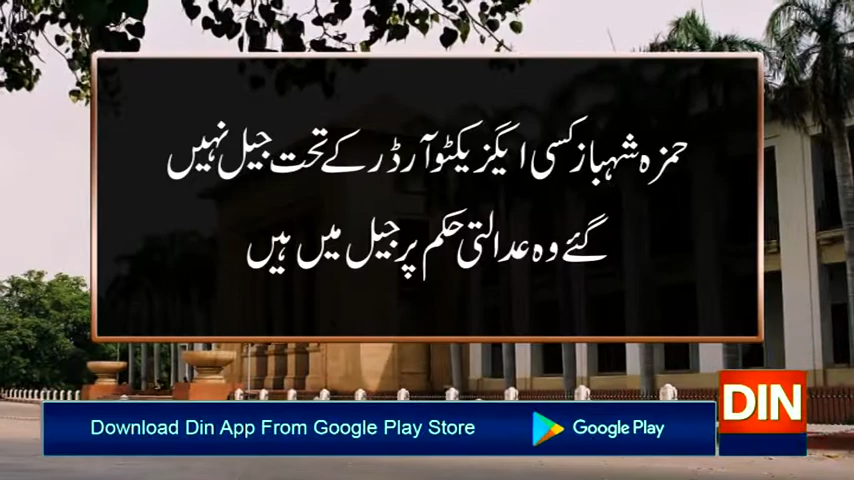 حمزہ شہباز کسی ایگزیکٹو آرڈر کے تحت جیل نہیں
گئے وہ عدالتی حکم پر جیل میں ہیں
DIN
Download Din App From Google Play Store
Google Play